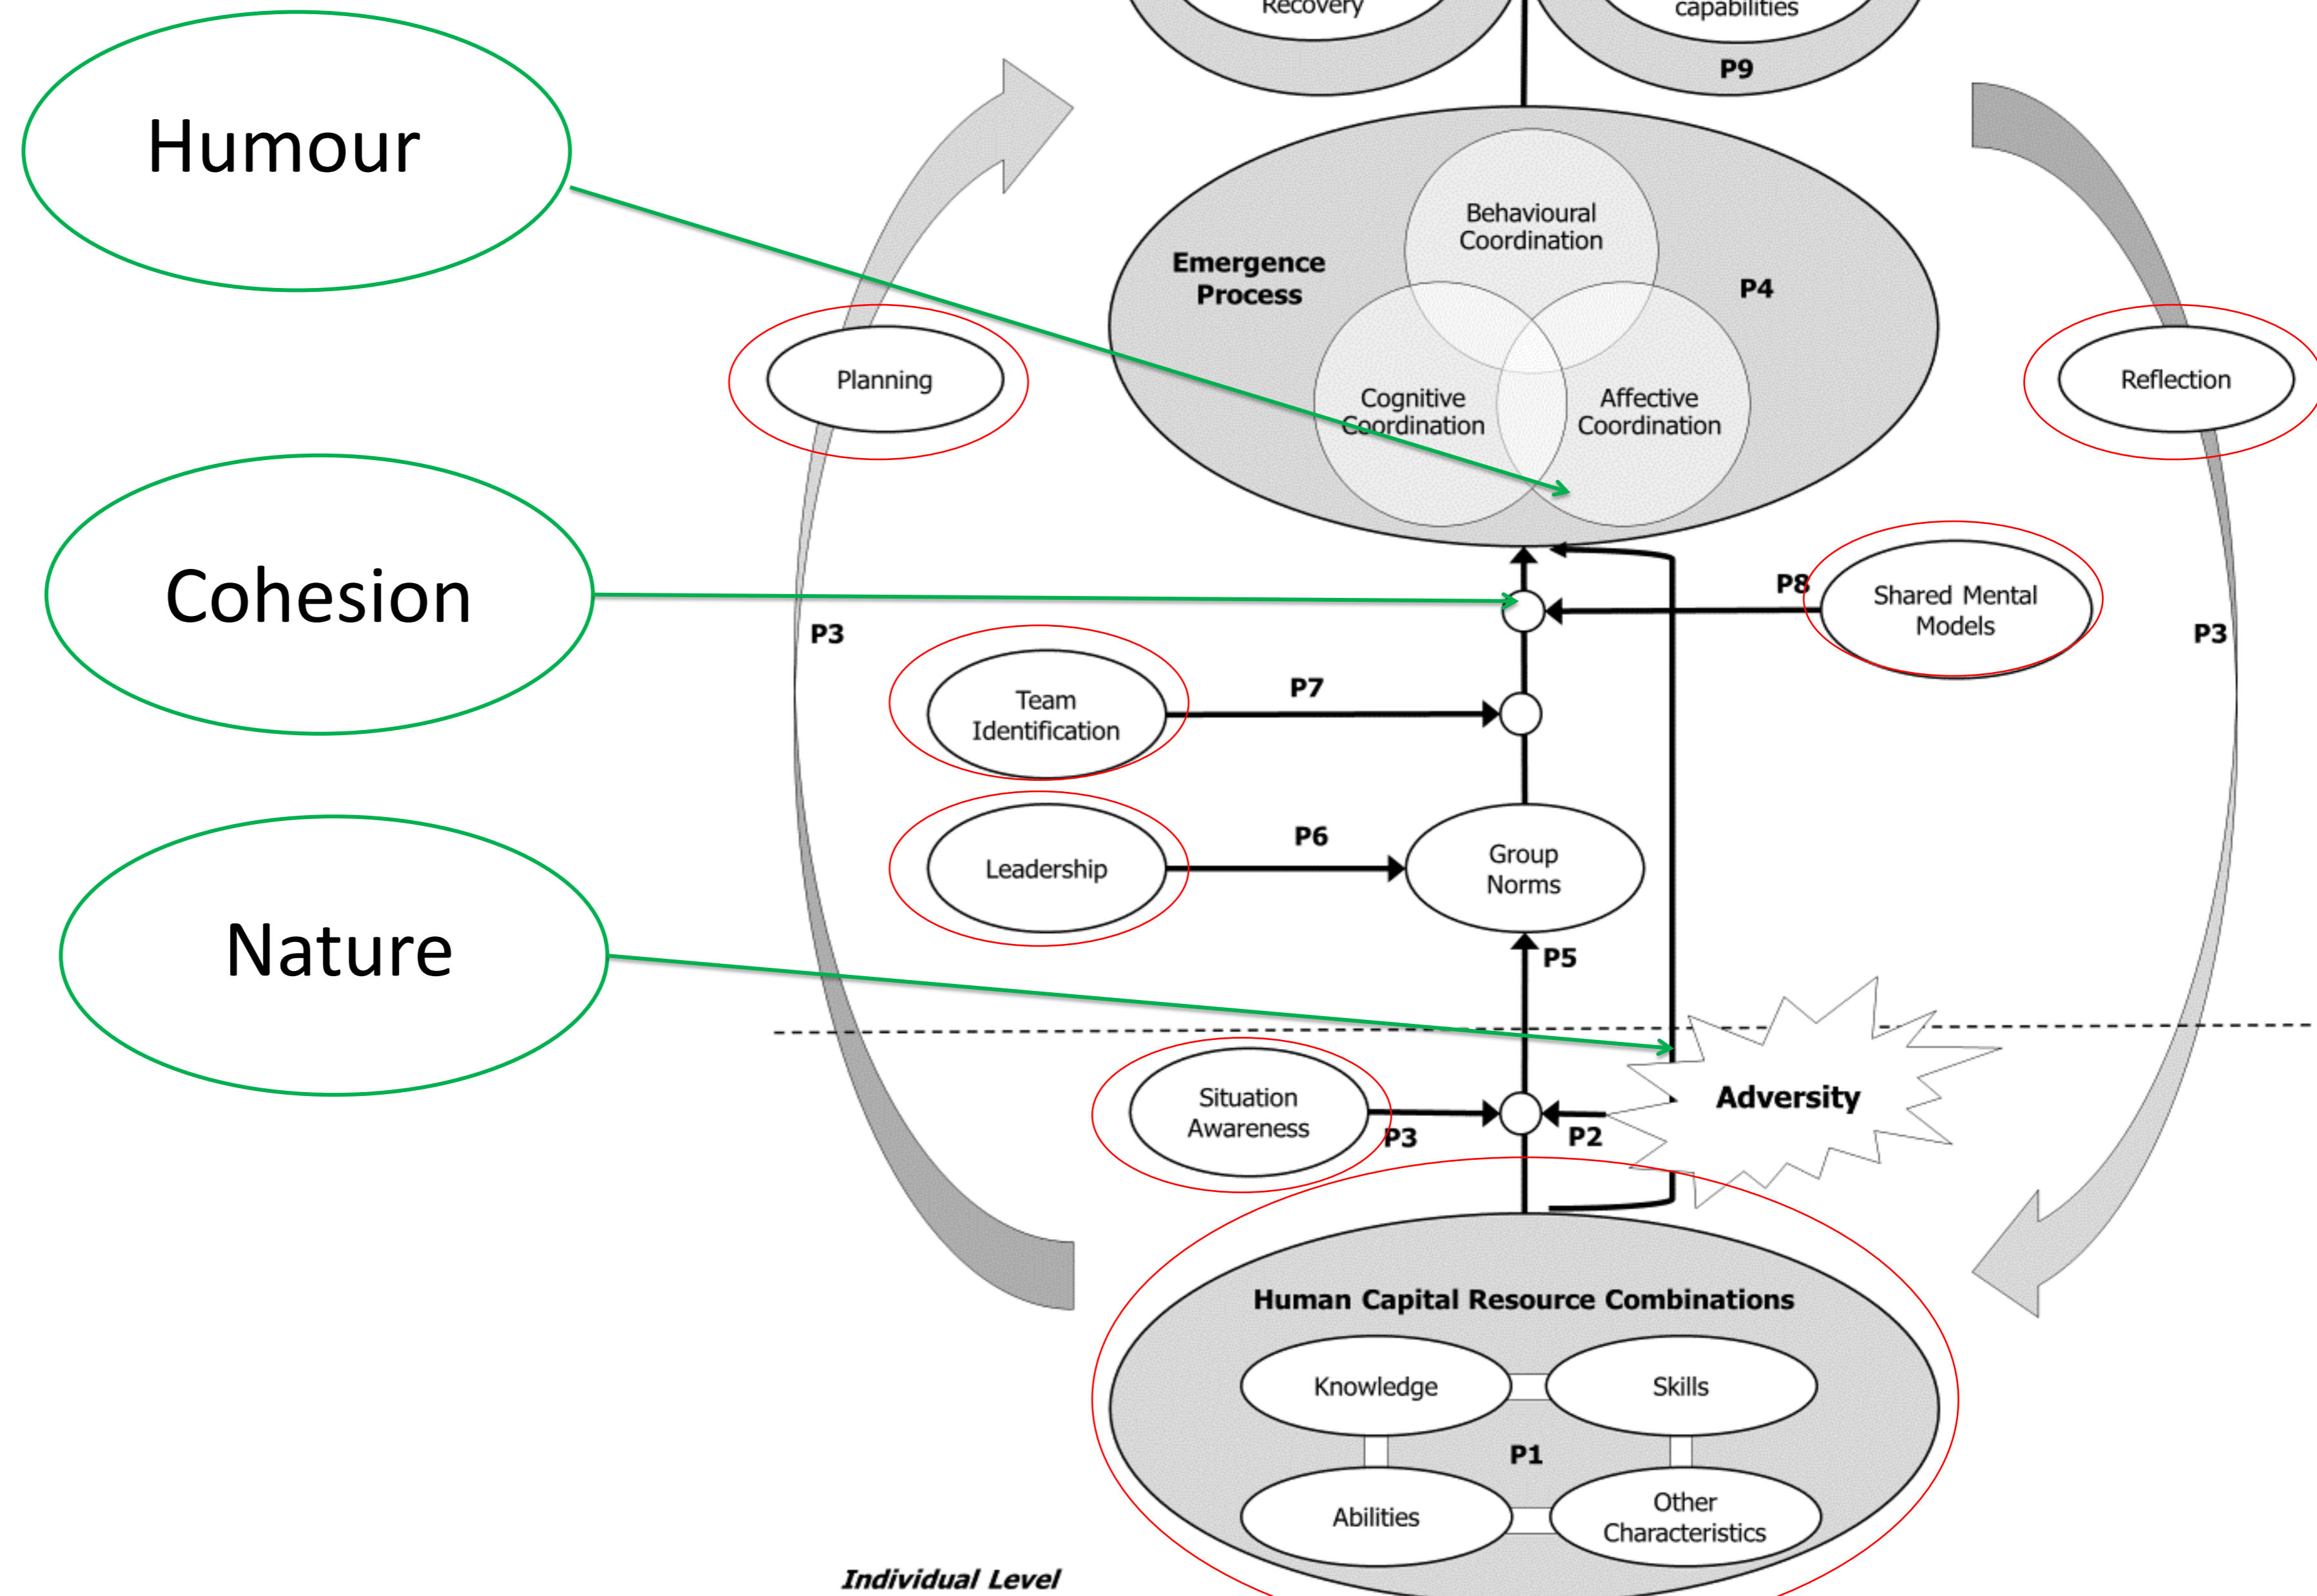 Recovery
capabilities
P9
Humour
Behavioural
Coordination
Emergence
Process
P4
Planning
Cognitive
Coordination
Affective
Coordination
Reflection
Cohesion
P8
Shared Mental
Models
P3
P3
Team
Identification
P7
Leadership
P6
Group
Norms
Nature
P5
Situation
Awareness
P3
P2
Adversity
Human Capital Resource Combinations
Knowledge
Skills
P1
Abilities
Other
Characteristics
Individual Level